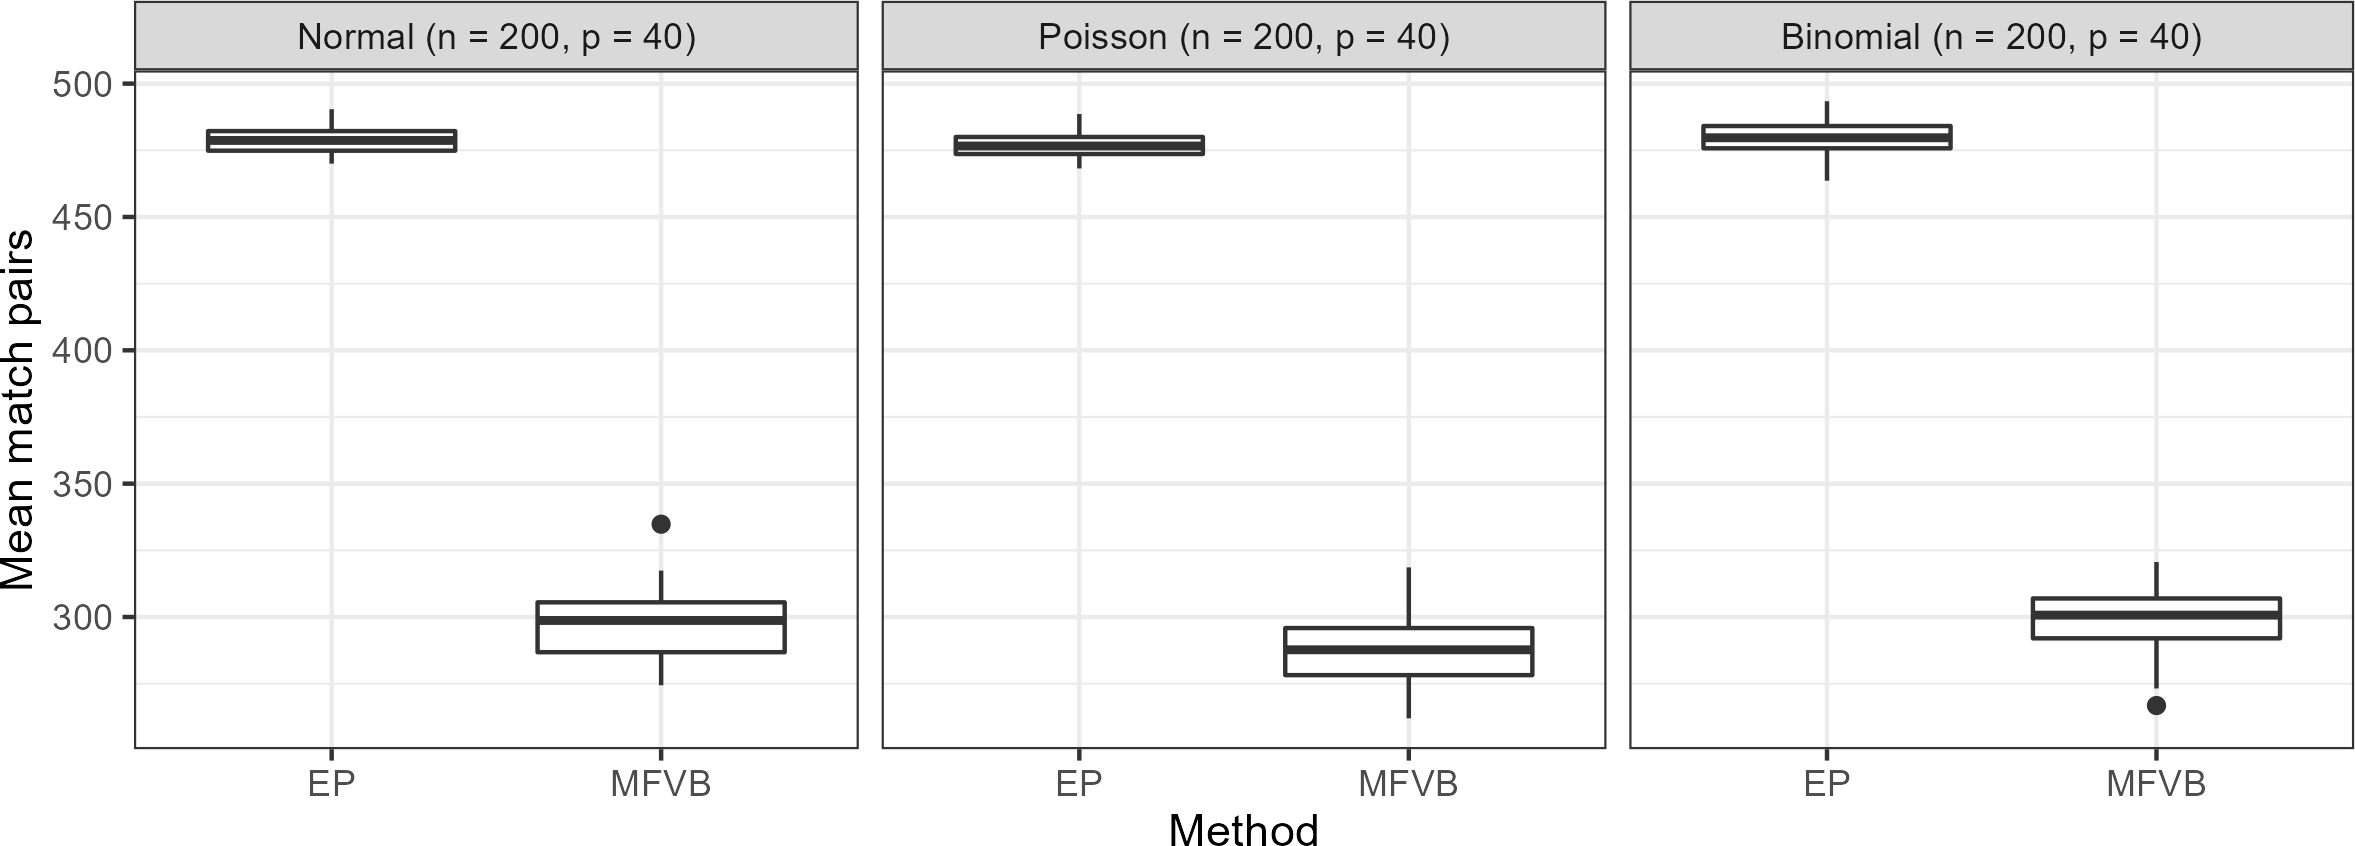 Normal (n = 200, p = 40)
Poisson (n = 200, p = 40)
Binomial (n = 200, p = 40)
Mean match pairs
500
450
400
350
300
EP
MFVB
EP
MFVB
EP
MFVB
Method